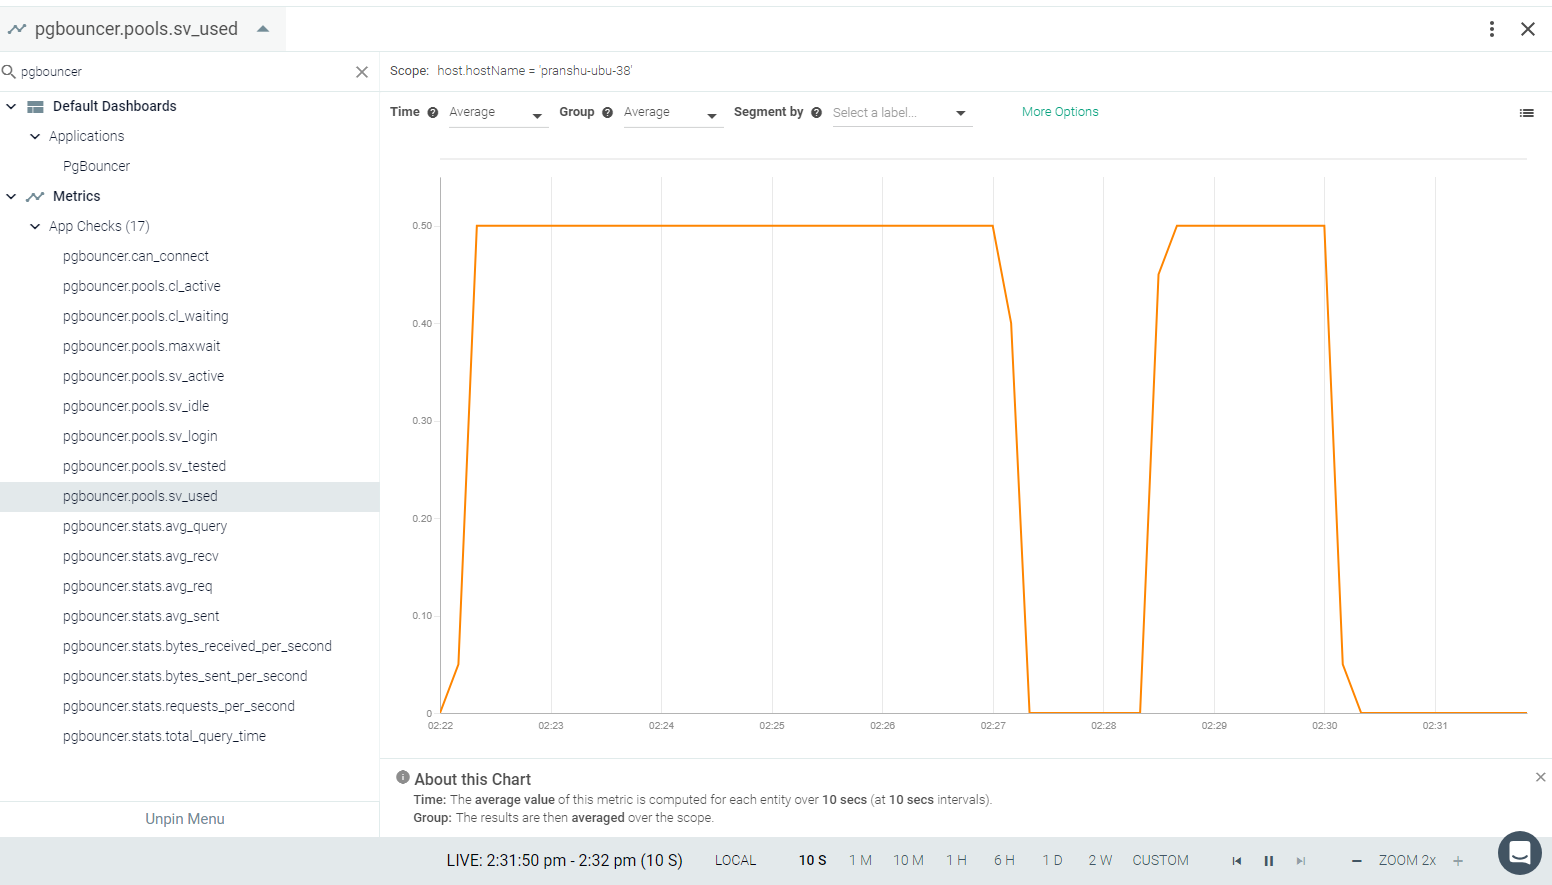 pgbouncer.pools.sv_used
pgbouncer
Default Dashboards
Applications
PgBouncer
Metrics
App Checks (17)
pgbouncer.can_connect
pgbouncer.pools.cl_active
pgbouncer.pools.cl_waiting
pgbouncer.pools.maxwait
pgbouncer.pools.sv_active
pgbouncer.pools.sv_idle
pgbouncer.pools.sv_login
pgbouncer.pools.sv_tested
pgbouncer.pools.sv_used
pgbouncer.stats.avg_query
pgbouncer.stats.avg_recv
pgbouncer.stats.avg_req
pgbouncer.stats.avg_sent
pgbouncer.stats.bytes_received_per_second
pgbouncer.stats.bytes_sent_per_second
pgbouncer.stats.requests_per_second
pgbouncer.stats.total_query_time
Unpin Menu
Scope: host.hostName = 'pranshu-ubu-38'
Time ? Average Group ? Average Segment by ? Select a label... More Options
0.50
0.40
0.30
0.20
0.10
0
02:22 02:23 02:24 02:25 02:26 02:27 02:28 02:29 02:30 02:31
About this Chart
Time: The average value of this metric is computed for each entity over 10 secs (at 10 secs intervals).
Group: The results are then averaged over the scope.
LIVE: 2:31:50 pm - 2:32 pm (10 S) LOCAL 10 S 1 M 10 M 1 H 6 H 1 D 2 W CUSTOM ZOOM 2x